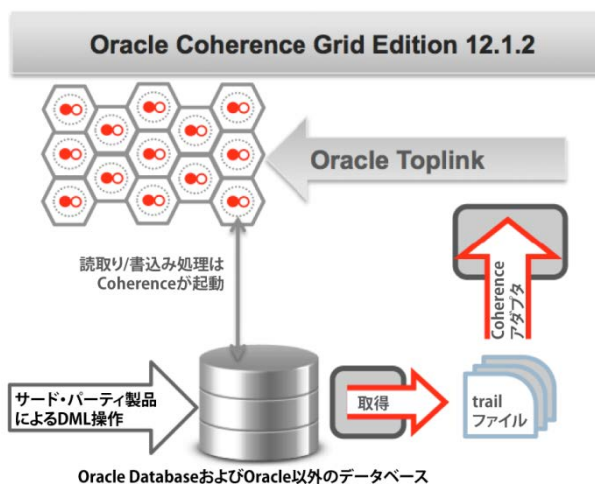 Oracle Coherence Grid Edition 12.1.2
Oracle Toplink
読取り/書込み処理は
Coherenceが起動
Coherence
アダプタ
サード・パーティ製品
によるDML操作
取得
trail
ファイル
Oracle DatabaseおよびOracle以外のデータベース